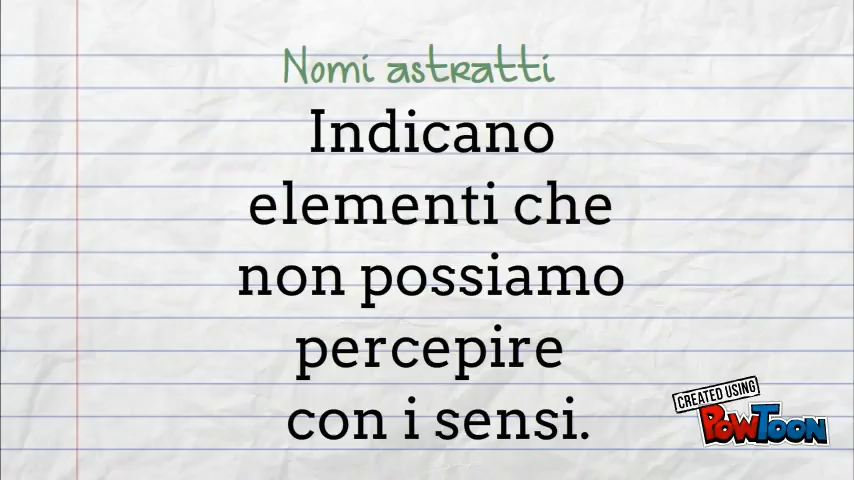 Nomi astratti
Indicano
elementi che
non possiamo
percepire
con i sensi.
CREATED USING
POWTOON